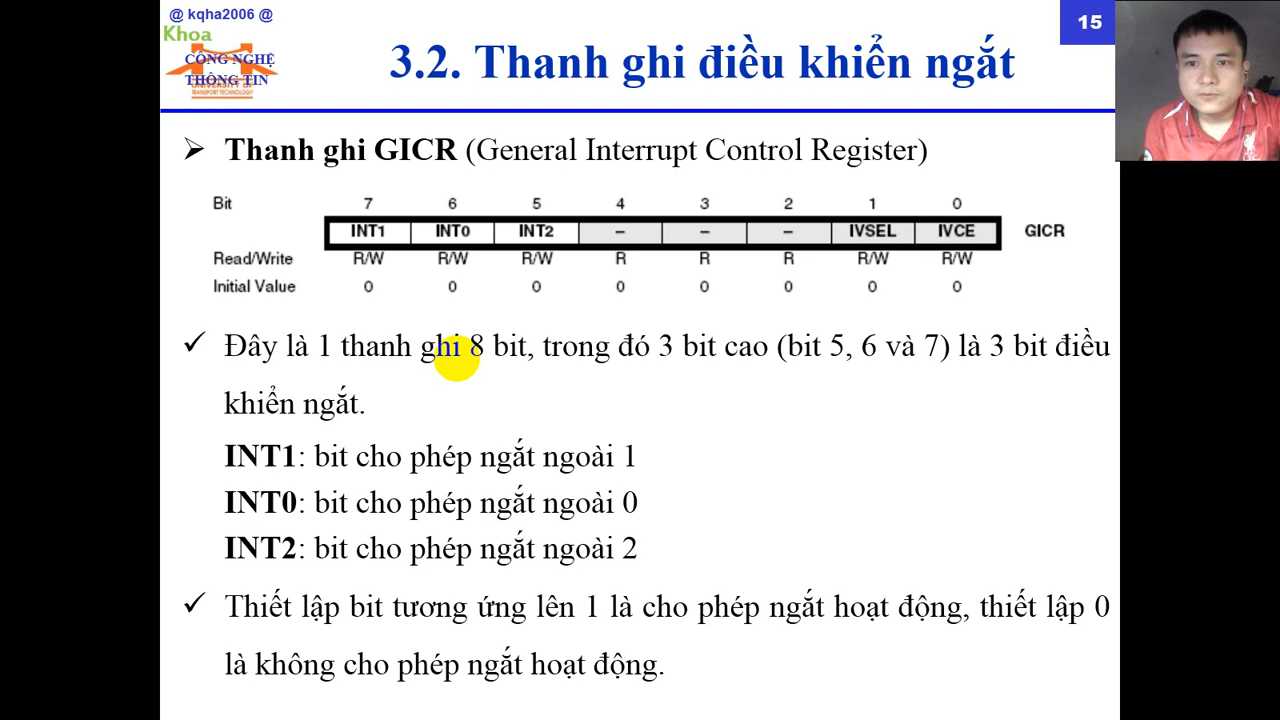 @ kqha2006 @
Khoa
CÔNG NGHỆ
THÔNG TIN
UNIVERSITY OF
TRANSPORT TECHNOLOGY
15
3.2. Thanh ghi điều khiển ngắt
➢ Thanh ghi GICR (General Interrupt Control Register)
Bit 7 6 5 4 3 2 1 0
INT1 INT0 INT2 – – – IVSEL IVCE GICR
Read/Write R/W R/W R/W R R R R/W R/W
Initial Value 0 0 0 0 0 0 0 0
✓ Đây là 1 thanh ghi 8 bit, trong đó 3 bit cao (bit 5, 6 và 7) là 3 bit điều
khiển ngắt.
INT1: bit cho phép ngắt ngoài 1
INT0: bit cho phép ngắt ngoài 0
INT2: bit cho phép ngắt ngoài 2
✓ Thiết lập bit tương ứng lên 1 là cho phép ngắt hoạt động, thiết lập 0
là không cho phép ngắt hoạt động.